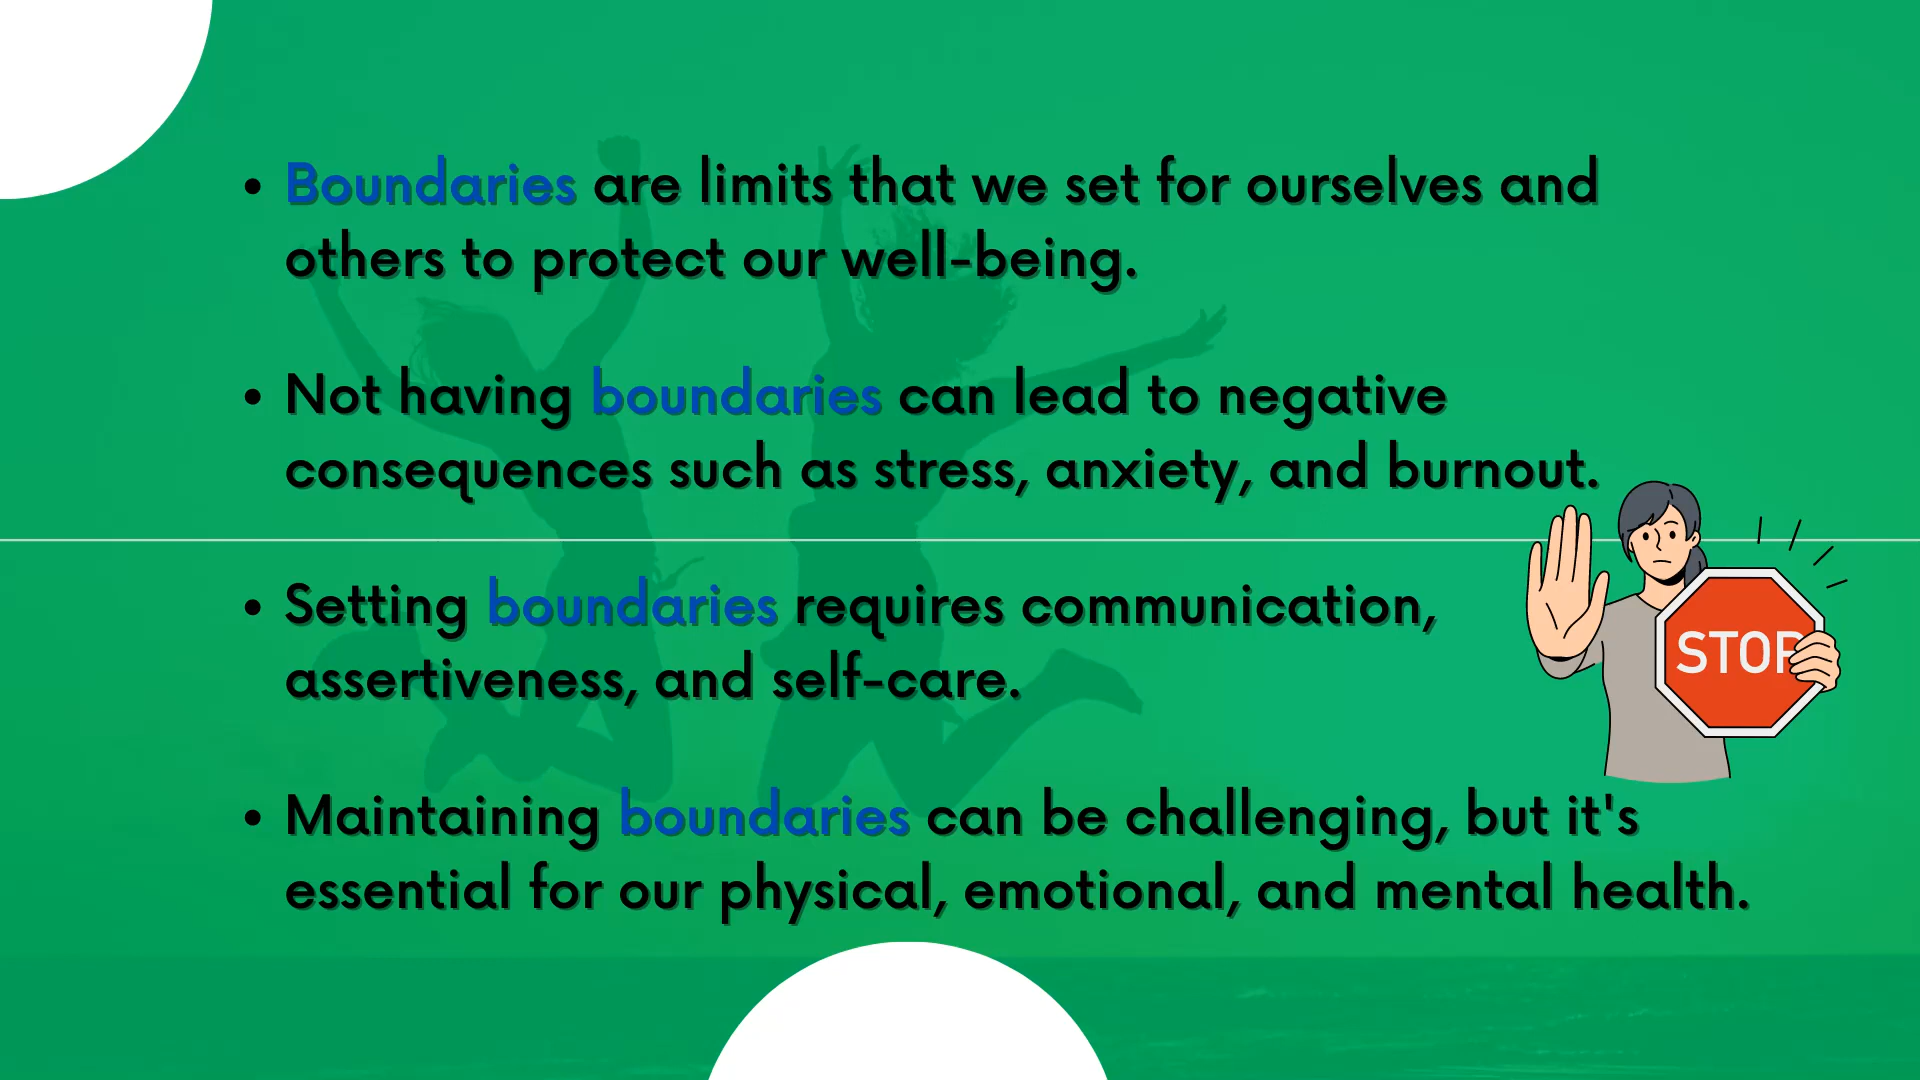 • Boundaries are limits that we set for ourselves and
others to protect our well-being.
• Not having boundaries can lead to negative
consequences such as stress, anxiety, and burnout.
• Setting boundaries requires communication,
assertiveness, and self-care.
STOP
• Maintaining boundaries can be challenging, but it's
essential for our physical, emotional, and mental health.